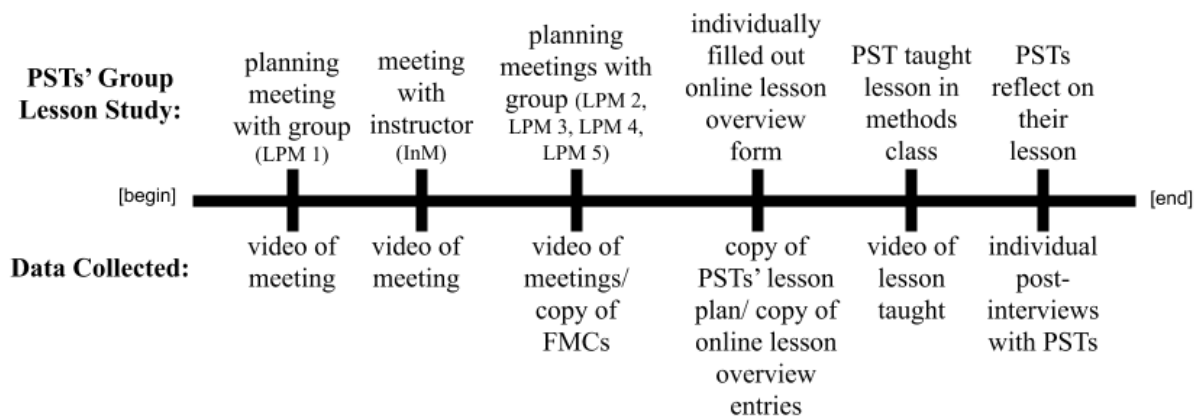 PSTs' Group
Lesson Study:
planning
meeting
with group
(LPM 1)
meeting
with
instructor
(InM)
planning
meetings with
group (LPM 2,
LPM 3, LPM 4,
LPM 5)
individually
filled out
online lesson
overview
form
PST taught
lesson in
methods
class
PSTs
reflect on
their
lesson
[begin]
[end]
Data Collected:
video of
meeting
video of
meeting
video of
meetings/
copy of
FMCs
copy of
PSTs' lesson
plan/ copy of
online lesson
overview
entries
video of
lesson
taught
individual
post-
interviews
with PSTs